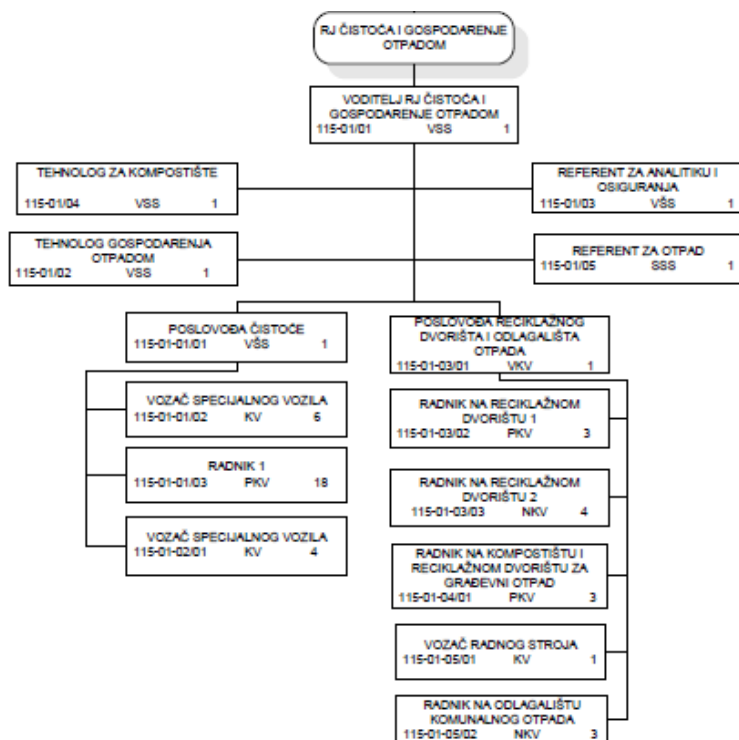 RJ ČISTOĆA I GOSPODARENJE
OTPADOM
VODITELJ RJ ČISTOĆA I
GOSPODARENJE OTPADOM
115-01/01 VSS 1
TEHNOLOG ZA KOMPOSTIŠTE
115-01/04 VSS 1
REFERENT ZA ANALITIKU I
OSIGURANJA
115-01/03 VŠS 1
TEHNOLOG GOSPODARENJA
OTPADOM
115-01/02 VSS 1
REFERENT ZA OTPAD
115-01/05 SSS 1
POSLOVOĐA ČISTOĆE
115-01-01/01 VŠS 1
VOZAČ SPECIJALNOG VOZILA
115-01-01/02 KV 6
RADNIK 1
115-01-01/03 PKV 18
VOZAČ SPECIJALNOG VOZILA
115-01-02/01 KV 4
POSLOVOĐA RECIKLAŽNOG
DVORIŠTA I ODLAGALIŠTA
OTPADA
115-01-03/01 VKV 1
RADNIK NA RECIKLAŽNOM
DVORIŠTU 1
115-01-03/02 PKV 3
RADNIK NA RECIKLAŽNOM
DVORIŠTU 2
115-01-03/03 NKV 4
RADNIK NA KOMPOSTIŠTU I
RECIKLAŽNOM DVORIŠTU ZA
GRAĐEVNI OTPAD
115-01-04/01 PKV 3
VOZAČ RADNOG STROJA
115-01-05/01 KV 1
RADNIK NA ODLAGALIŠTU
KOMUNALNOG OTPADA
115-01-05/02 NKV 3